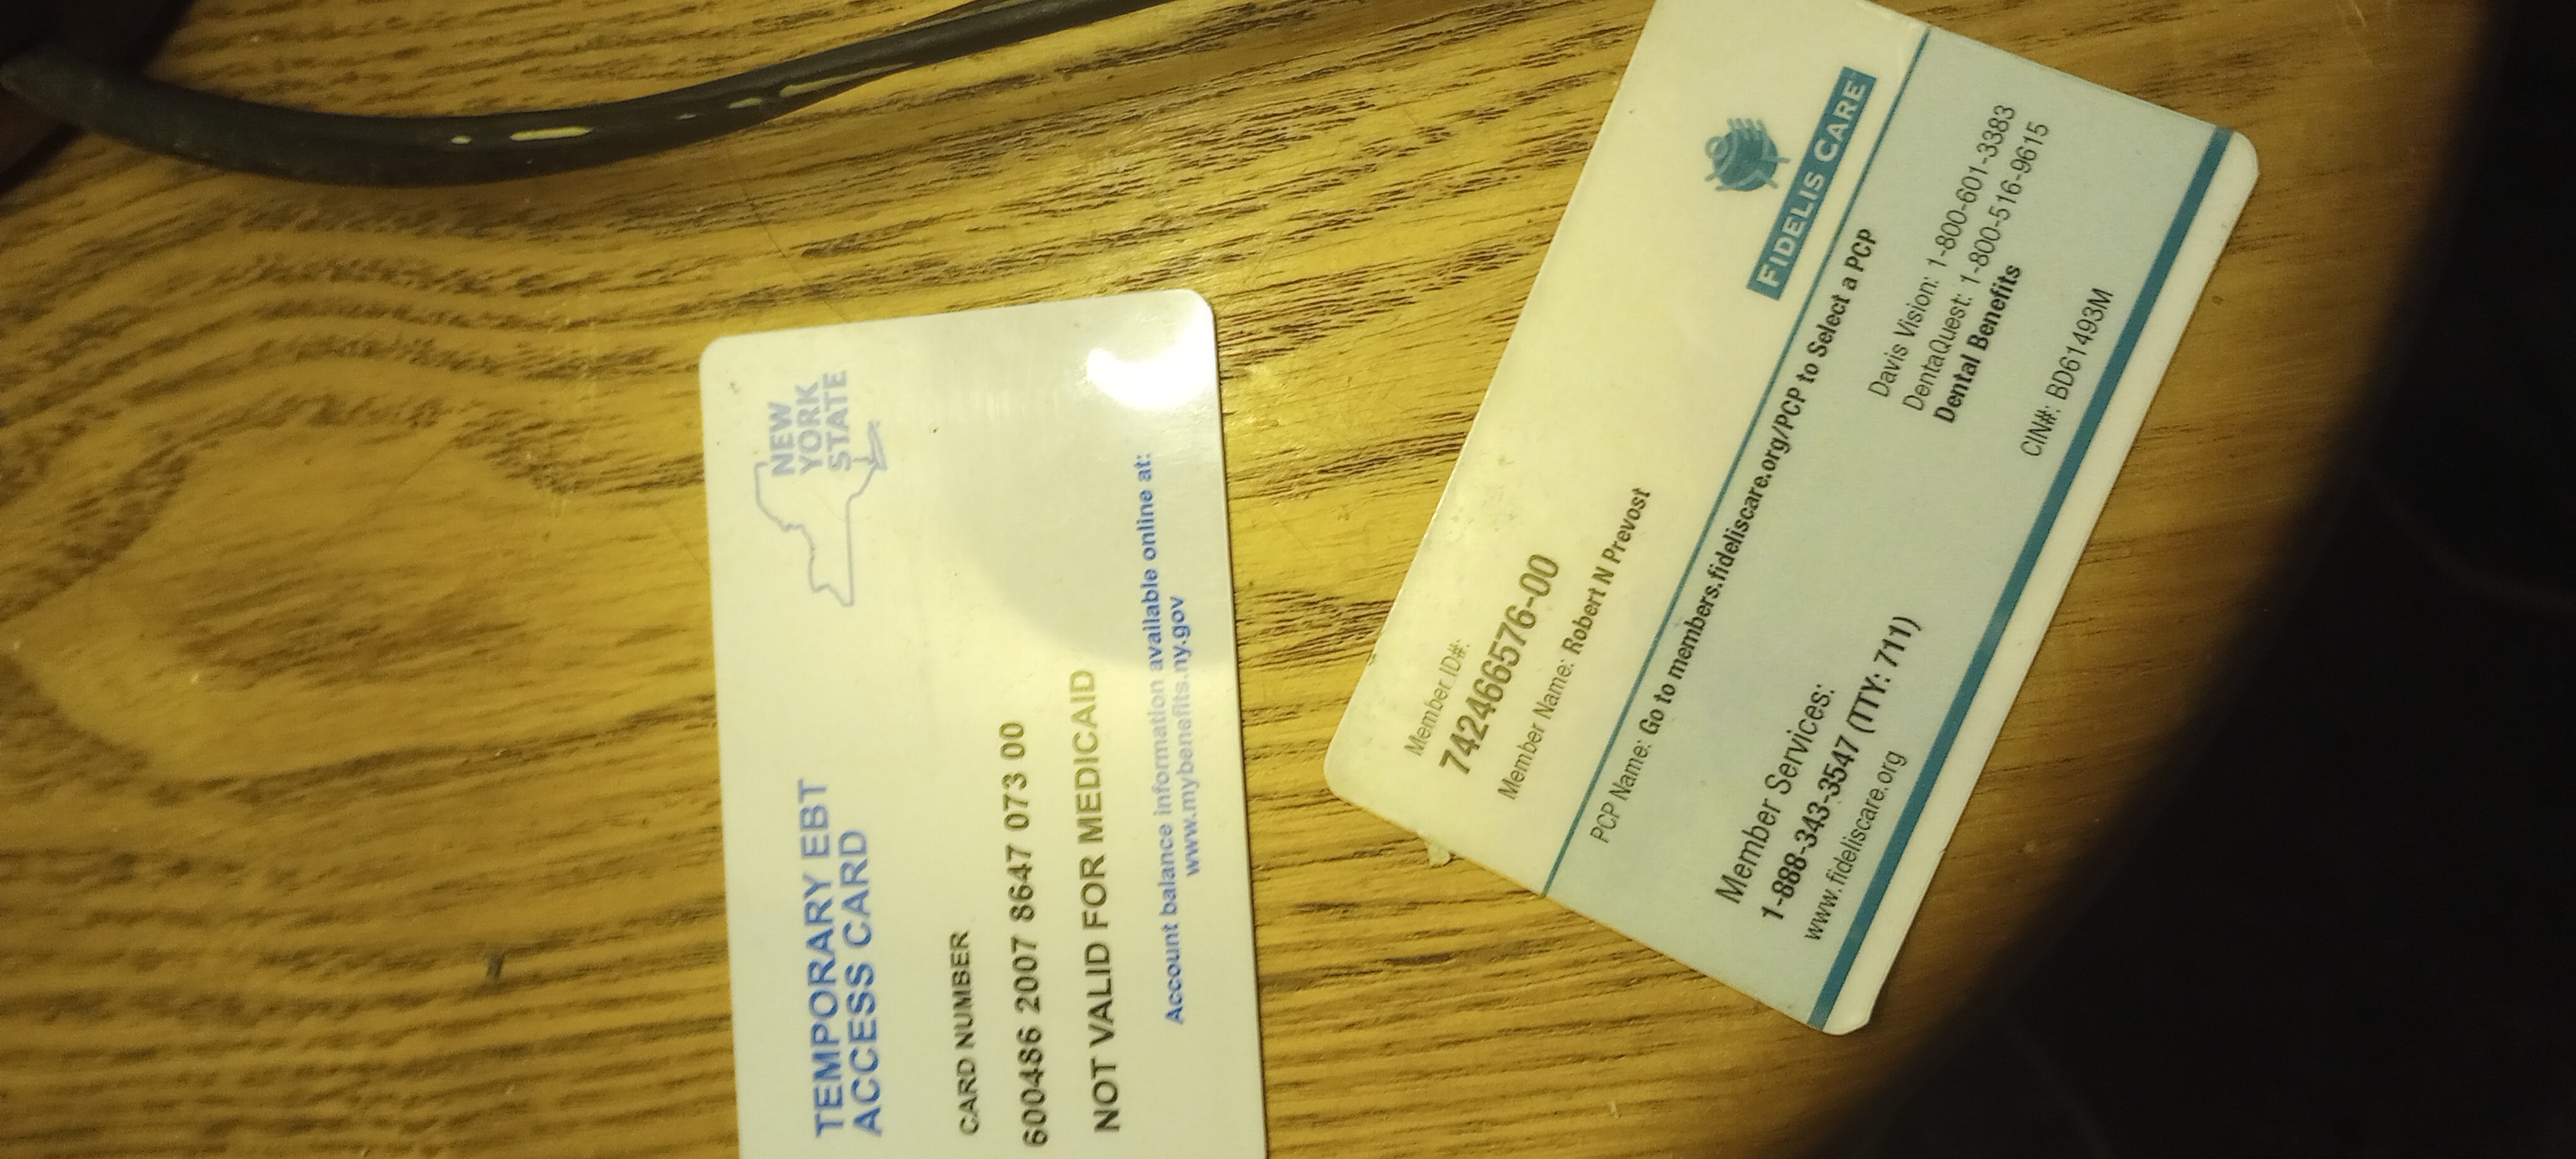 TEMPORARY EBT
ACCESS CARD
NEW
YORK
STATE
CARD NUMBER
600486 2007 8647 073 00
NOT VALID FOR MEDICAID
Account balance information available online at:
www.mybenefits.ny.gov
Member ID#:
74246657​6-00
Member Name: Robert N Prevost
FIDELIS CARE
PCP Name: Go to members.fideliscare.org/PCP to Select a PCP
Davis Vision: 1-800-601-3383
DentaQuest: 1-800-516-9615
Dental Benefits
Member Services:
1-888-343-3547 (TTY: 711)
www.fideliscare.org
CIN#: BD61493M